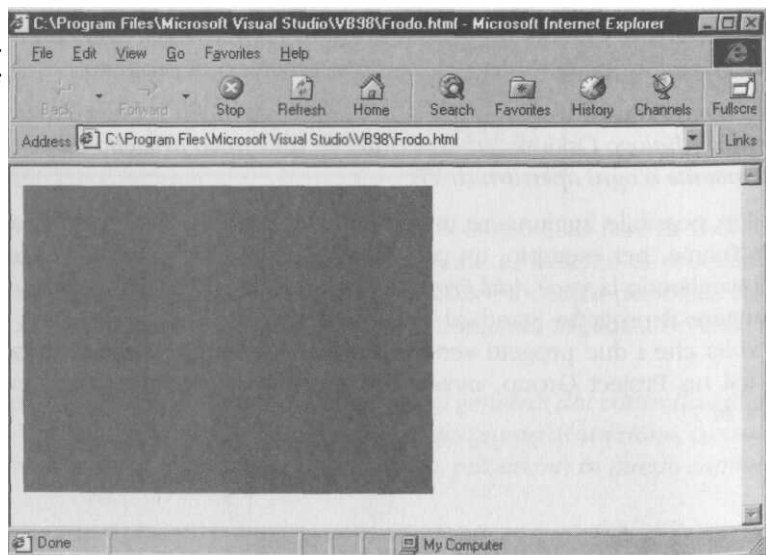 C:\Program Files\Microsoft Visual Studio\VB98\Frodo.html - Microsoft Internet Explorer
File Edit View Go Favorites Help
Back Forward Stop Refresh Home Search Favorites History Channels Fullscre
Address C:\Program Files\Microsoft Visual Studio\VB98\Frodo.html Links
Done My Computer